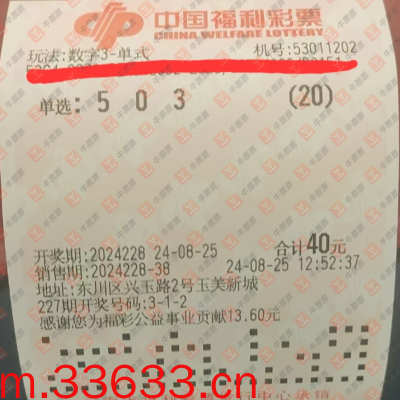 中国福利彩票
CHINA WELFARE LOTTERY
玩法:数字3-单式 机号:53011202
单选: 5 0 3 (20)
开奖期:2024228 24-08-25 合计40元
销售期:2024228-38 24-08-25 12:52:37
地址:东川区兴玉路2号玉美新城
227期开奖号码:3-1-2
感谢您为福彩公益事业贡献13.60元
m.33633.cn